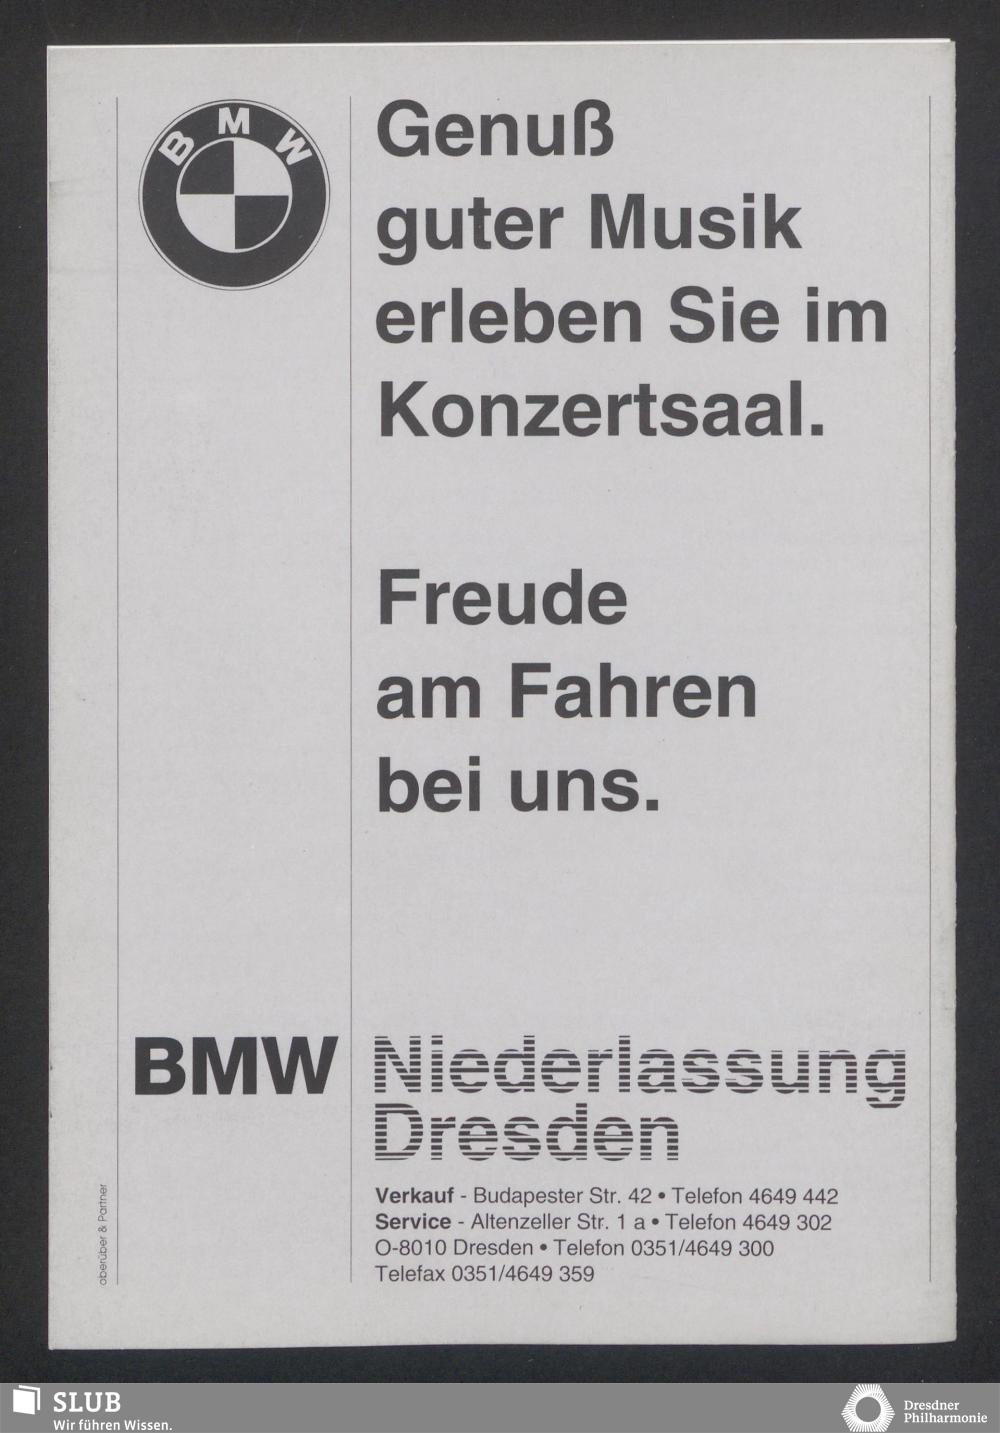 BMW
Genuß
guter Musik
erleben Sie im
Konzertsaal.
Freude
am Fahren
bei uns.
BMW Niederlassung
Dresden
Verkauf - Budapester Str. 42 • Telefon 4649 442
Service - Altenzeller Str. 1 a • Telefon 4649 302
O-8010 Dresden • Telefon 0351/4649 300
Telefax 0351/4649 359
oberüber & Partner
SLUB
Wir führen Wissen.
Dresdner
Philharmonie